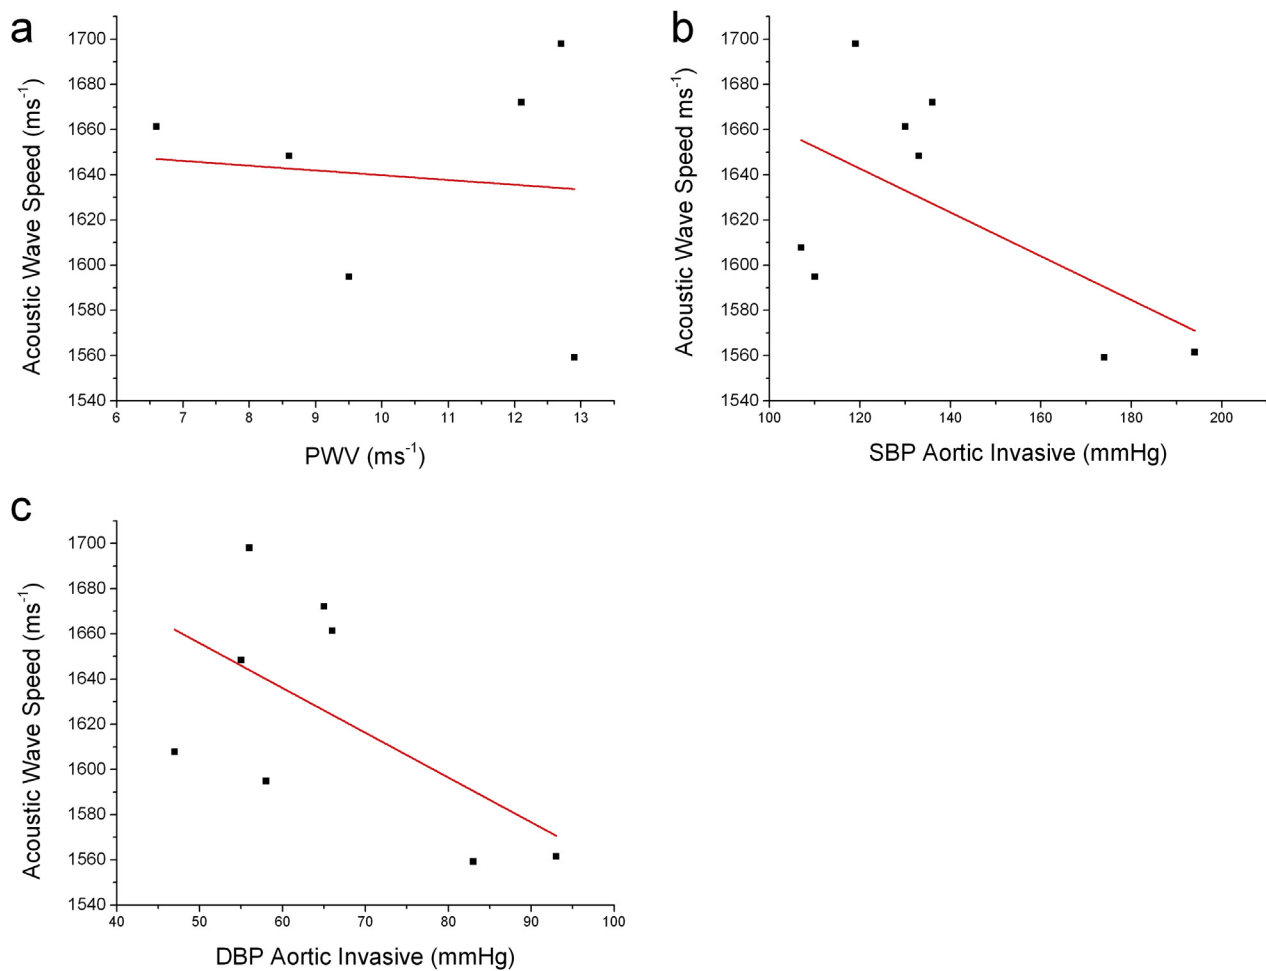 a
1700
1680
1660
1640
1620
1600
1580
1560
1540
Acoustic Wave Speed (ms⁻¹)
6 7 8 9 10 11 12 13
PWV (ms⁻¹)
b
1700
1680
1660
1640
1620
1600
1580
1560
1540
Acoustic Wave Speed ms⁻¹)
100 120 140 160 180 200
SBP Aortic Invasive (mmHg)
c
1700
1680
1660
1640
1620
1600
1580
1560
1540
Acoustic Wave Speed (ms⁻¹)
40 50 60 70 80 90 100
DBP Aortic Invasive (mmHg)